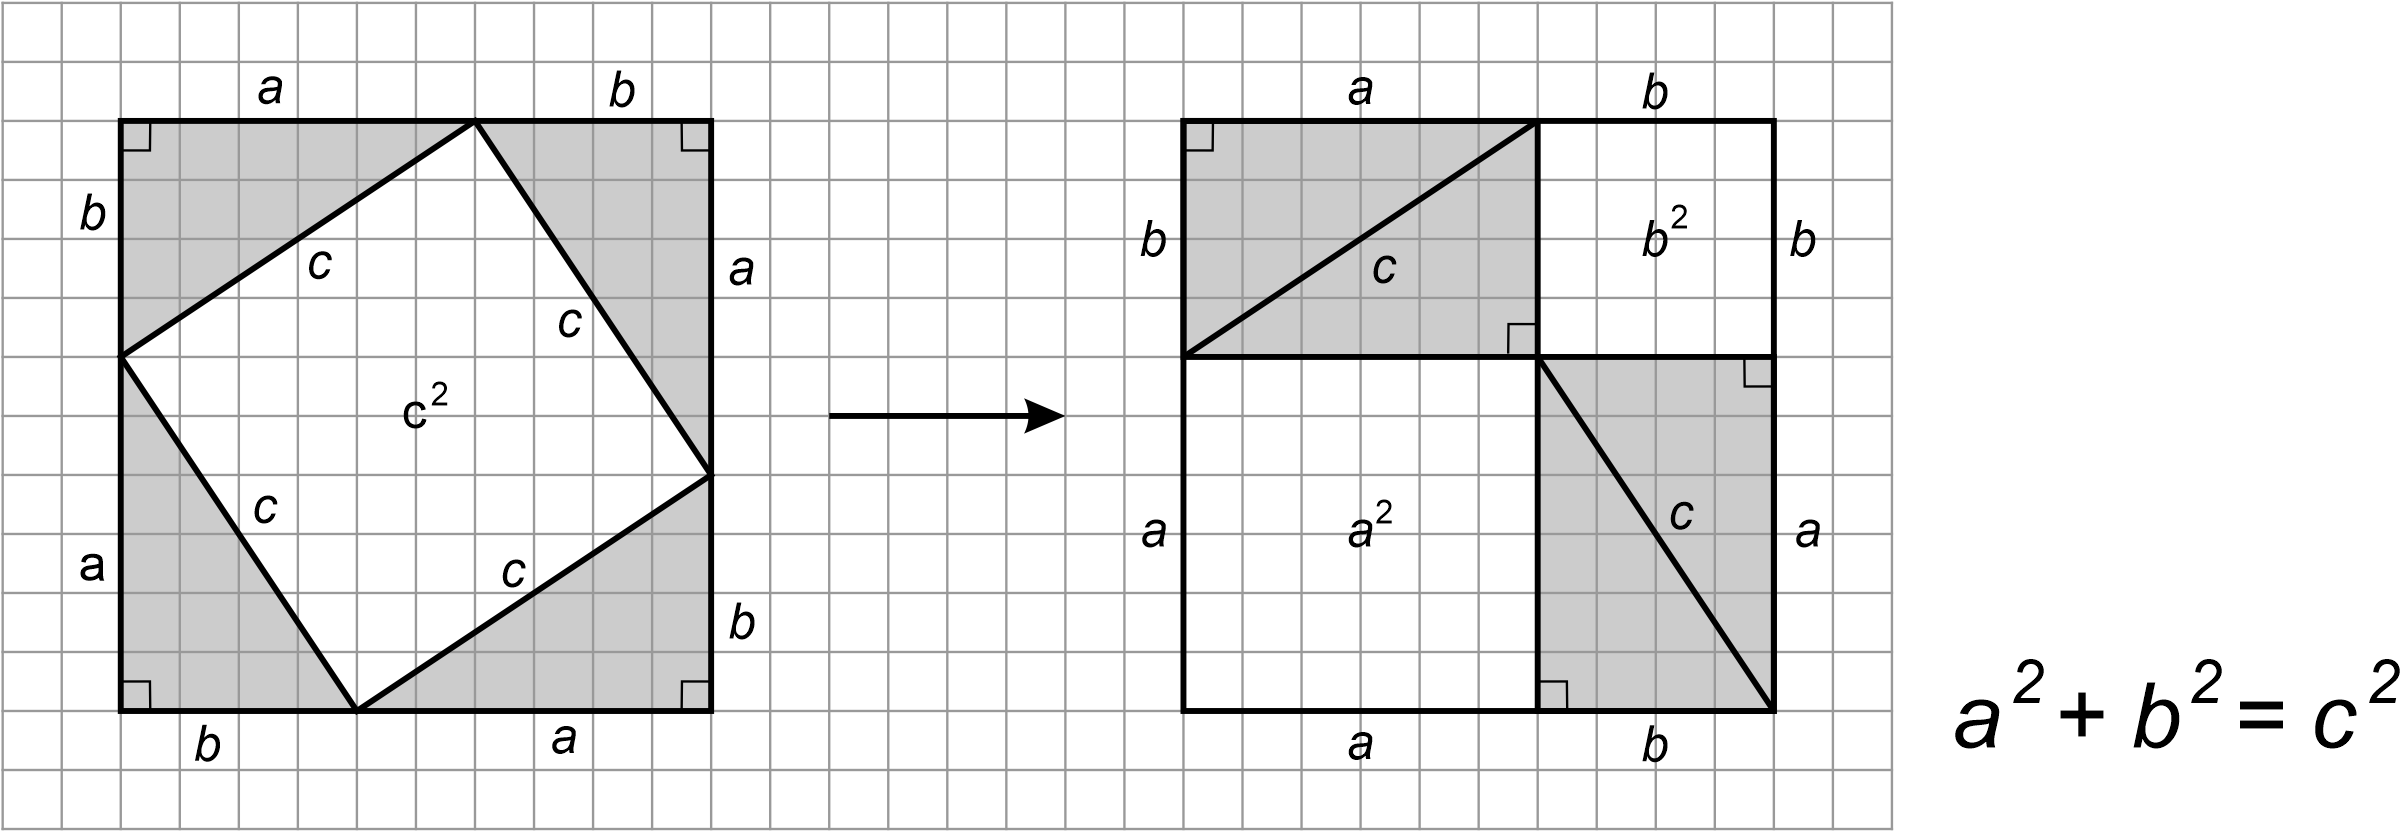 a b a b
b b b² b
c c
a
c
c²
c c
a a² a
a c
b
b a a b
a² + b² = c²